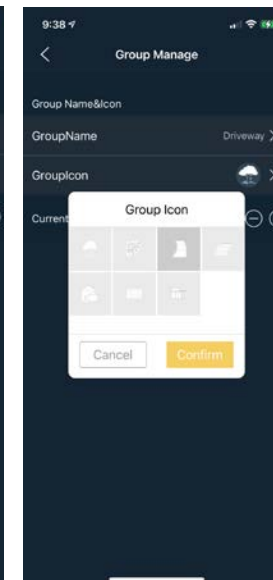 9:38
Group Manage
Group Name&Icon
GroupName Driveway
GroupIcon
Current
Group Icon
Cancel Confirm